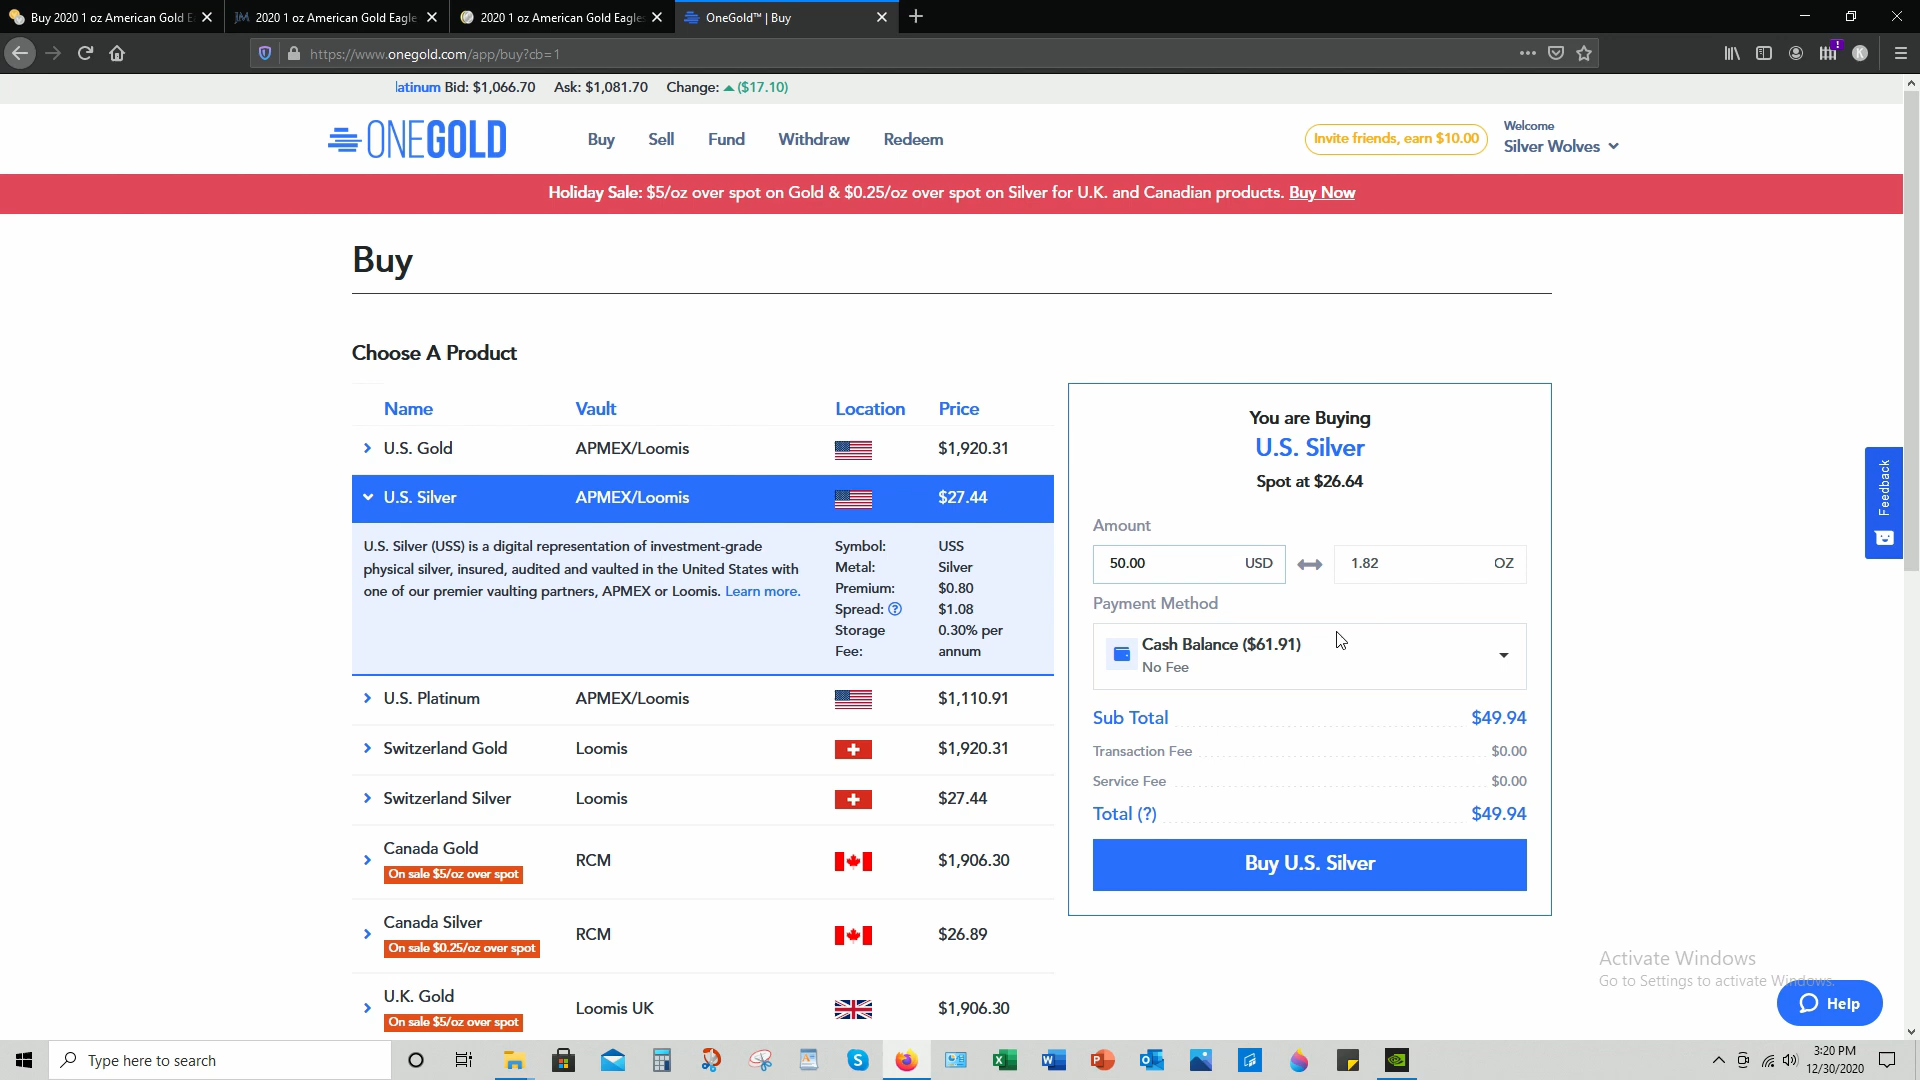 Buy 2020 1 oz American Gold E
2020 1 oz American Gold Eagle
2020 1 oz American Gold Eagles
OneGold™ | Buy
https://www.onegold.com/app/buy?cb=1
K
latinum Bid: $1,066.70 Ask: $1,081.70 Change: ($17.10)
ONEGOLD
Buy Sell Fund Withdraw Redeem
Invite friends, earn $10.00
Welcome
Silver Wolves
Holiday Sale: $5/oz over spot on Gold & $0.25/oz over spot on Silver for U.K. and Canadian products. Buy Now
Buy
Choose A Product
Name Vault Location Price
U.S. Gold APMEX/Loomis $1,920.31
U.S. Silver APMEX/Loomis $27.44
U.S. Silver (USS) is a digital representation of investment-grade
physical silver, insured, audited and vaulted in the United States with
one of our premier vaulting partners, APMEX or Loomis. Learn more.
Symbol: USS
Metal: Silver
Premium: $0.80
Spread: ? $1.08
Storage 0.30% per
Fee: annum
U.S. Platinum APMEX/Loomis $1,110.91
Switzerland Gold Loomis $1,920.31
Switzerland Silver Loomis $27.44
Canada Gold RCM $1,906.30
On sale $5/oz over spot
Canada Silver RCM $26.89
On sale $0.25/oz over spot
U.K. Gold Loomis UK $1,906.30
On sale $5/oz over spot
You are Buying
U.S. Silver
Spot at $26.64
Amount
50.00 USD 1.82 OZ
Payment Method
Cash Balance ($61.91)
No Fee
Sub Total $49.94
Transaction Fee $0.00
Service Fee $0.00
Total (?) $49.94
Buy U.S. Silver
Feedback
Activate Windows
Go to Settings to activate Windows.
Help
Type here to search
3:20 PM
12/30/2020